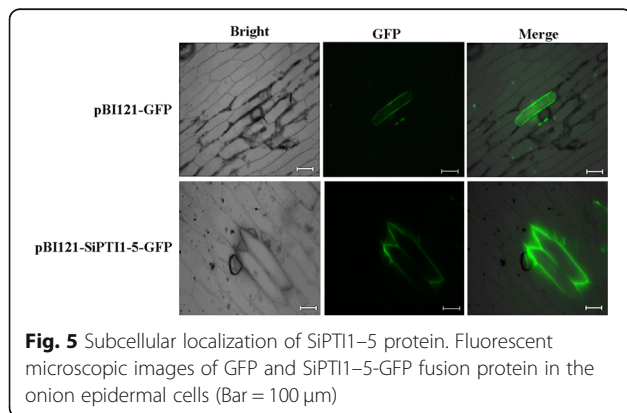 Bright GFP Merge
pBI121-GFP
pBI121-SiPTI1-5-GFP
Fig. 5 Subcellular localization of SiPTI1–5 protein. Fluorescent
microscopic images of GFP and SiPTI1–5-GFP fusion protein in the
onion epidermal cells (Bar = 100 μm)